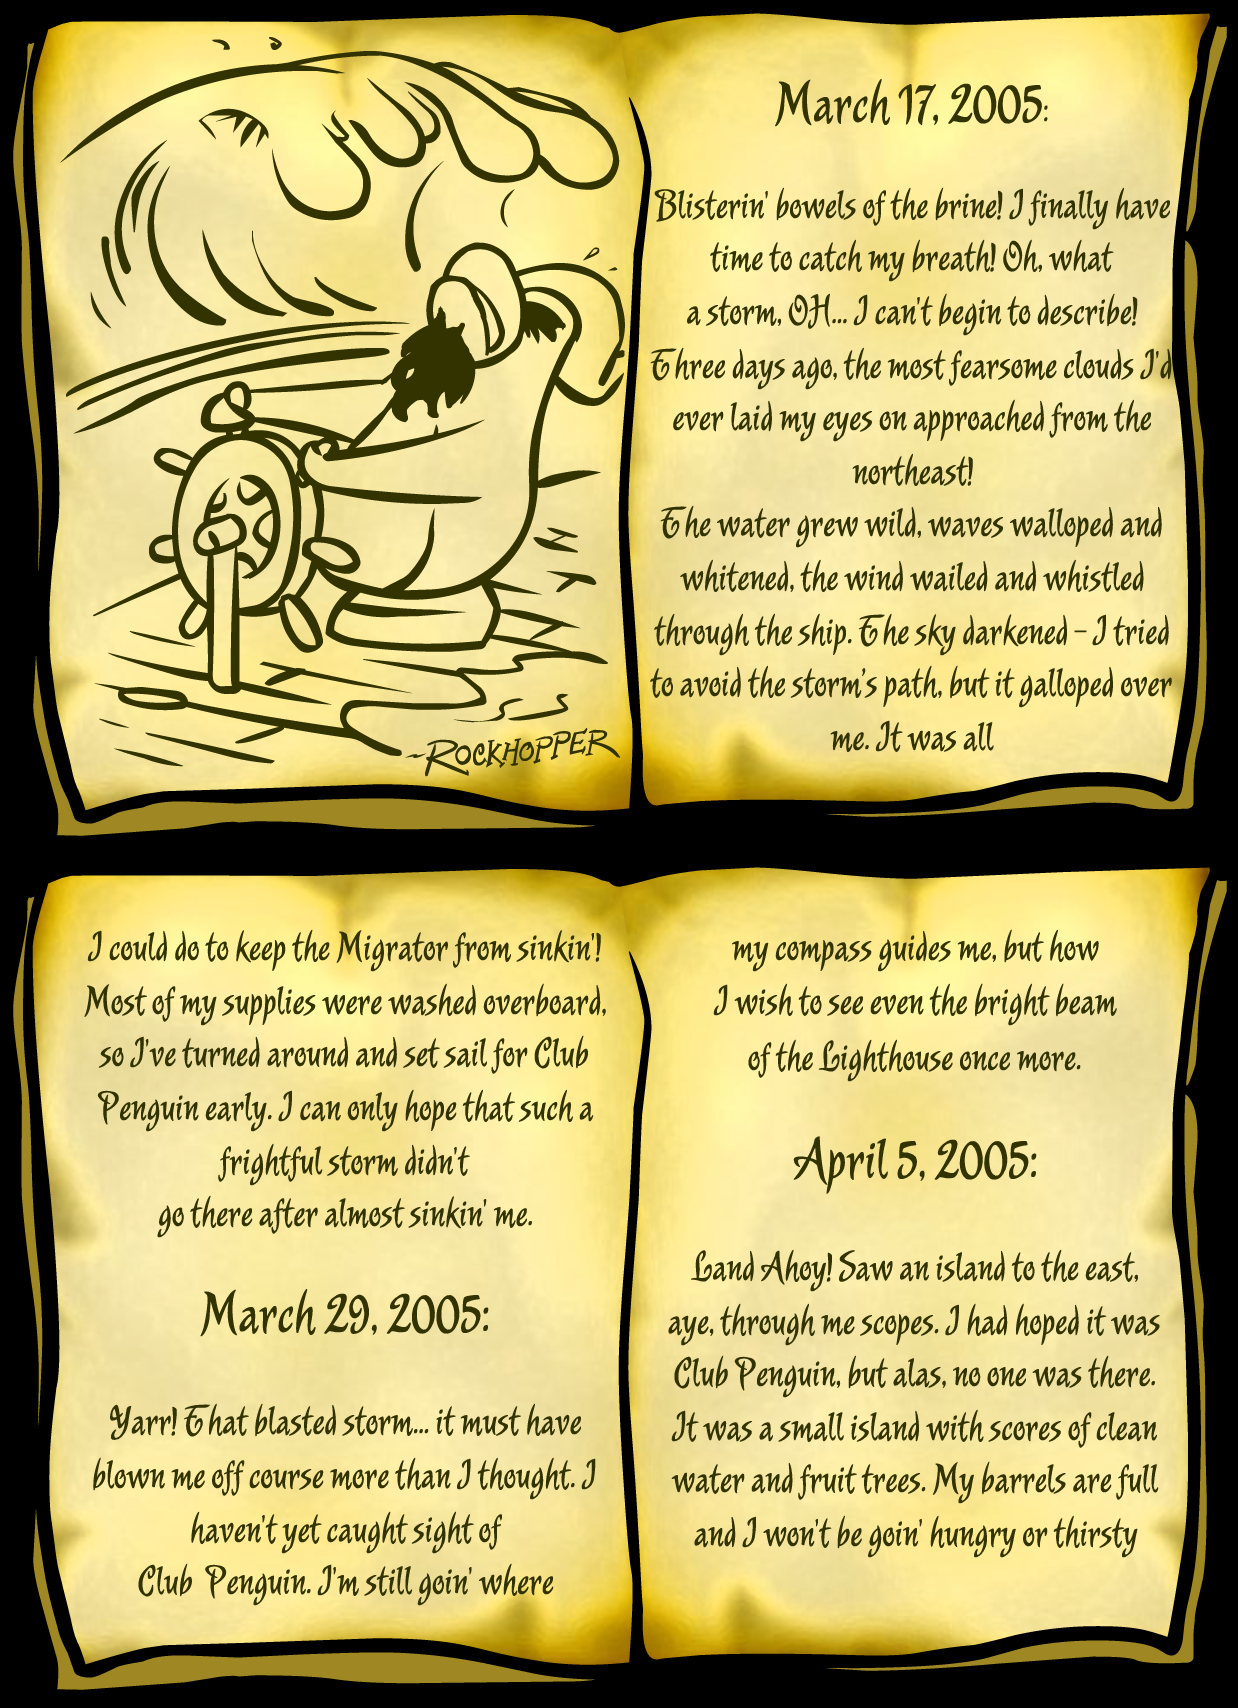 ~ROCKHOPPER
March 17, 2005:
Blisterin' bowels of the brine! I finally have
time to catch my breath! Oh, what
a storm, OH... I can't begin to describe!
Three days ago, the most fearsome clouds I'd
ever laid my eyes on approached from the
northeast!
The water grew wild, waves walloped and
whitened, the wind wailed and whistled
through the ship. The sky darkened - I tried
to avoid the storm's path, but it galloped over
me. It was all
I could do to keep the Migrator from sinkin'!
Most of my supplies were washed overboard,
so I've turned around and set sail for Club
Penguin early. I can only hope that such a
frightful storm didn't
go there after almost sinkin' me.
March 29, 2005:
Yarr! That blasted storm... it must have
blown me off course more than I thought. I
haven't yet caught sight of
Club Penguin. I'm still goin' where
my compass guides me, but how
I wish to see even the bright beam
of the Lighthouse once more.
April 5, 2005:
Land Ahoy! Saw an island to the east,
aye, through me scopes. I had hoped it was
Club Penguin, but alas, no one was there.
It was a small island with scores of clean
water and fruit trees. My barrels are full
and I won't be goin' hungry or thirsty